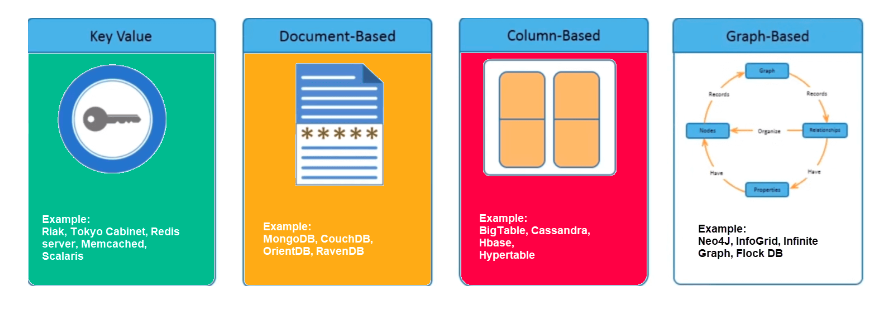 Key Value
Example:
Riak, Tokyo Cabinet, Redis
server, Memcached,
Scalaris
Document-Based
*****
Example:
MongoDB, CouchDB,
OrientDB, RavenDB
Column-Based
Example:
BigTable, Cassandra,
Hbase,
Hypertable
Graph-Based
Graph
Records
Records
Nodes
Organize
Relationships
Have
Have
Properties
Example:
Neo4J, InfoGrid, Infinite
Graph, Flock DB